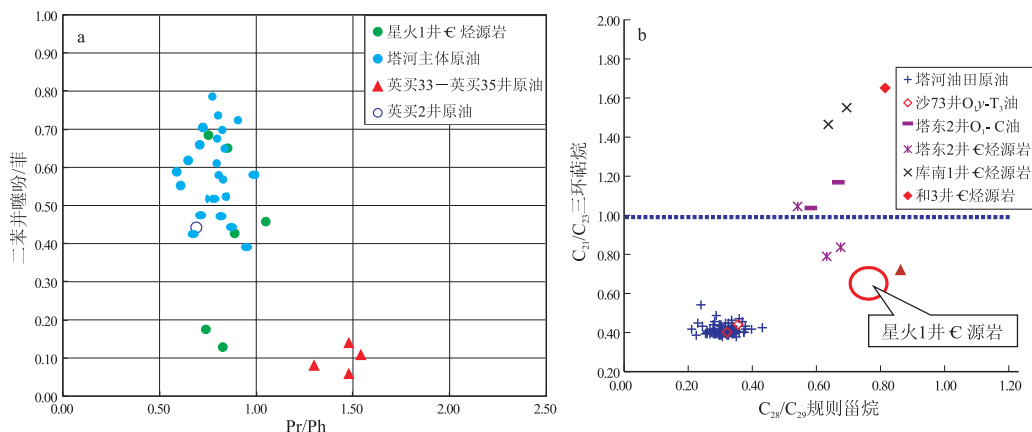 a
1.00
0.90
0.80
0.70
0.60
0.50
0.40
0.30
0.20
0.10
0.00
二苯并噻吩/菲
0.00 0.50 1.00 1.50 2.00 2.50
Pr/Ph
星火1井Є烃源岩
塔河主体原油
英买33－英买35井原油
英买2井原油
b
2.00
1.80
1.60
1.40
1.20
1.00
0.80
0.60
0.40
0.20
C₂₁/C₂₃三环萜烷
0.00 0.20 0.40 0.60 0.80 1.00 1.20
C₂₈/C₂₉规则甾烷
塔河油田原油
沙73井O₁y-T₃油
塔东2井O₁- C油
塔东2井Є烃源岩
库南1井Є烃源岩
和3井Є烃源岩
星火1井Є 源岩